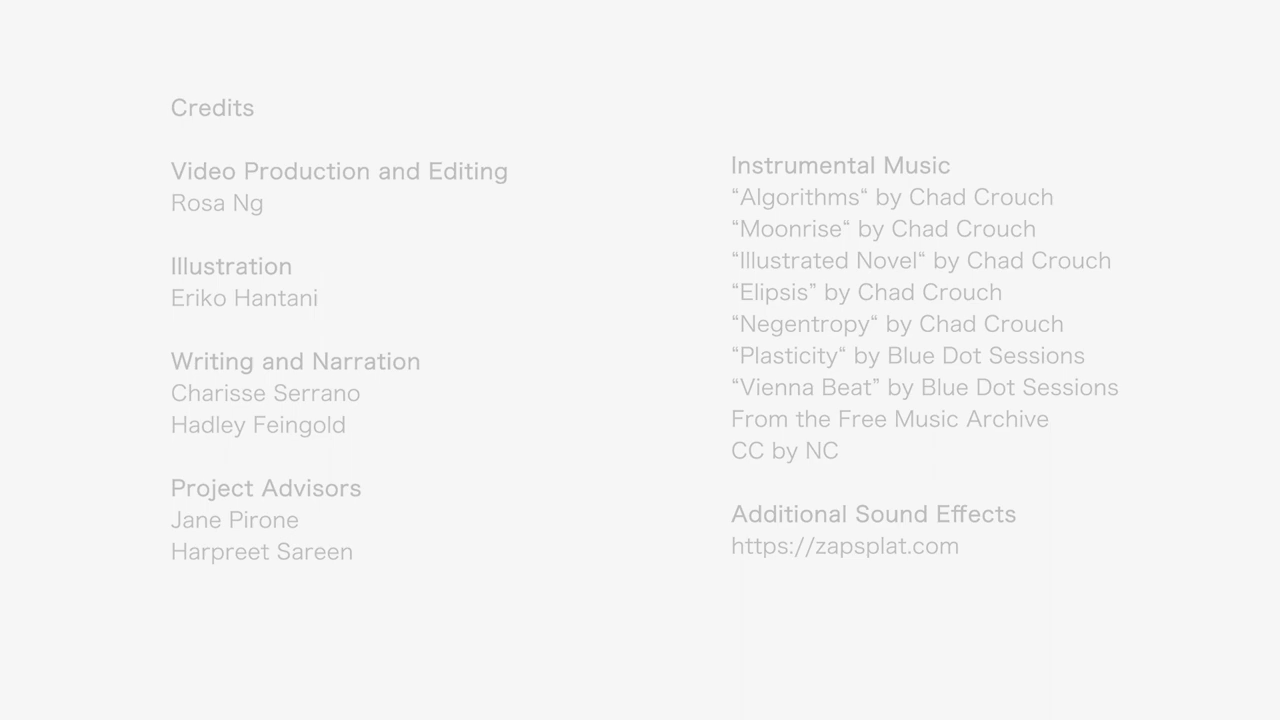 Credits
Video Production and Editing
Rosa Ng
Illustration
Eriko Hantani
Writing and Narration
Charisse Serrano
Hadley Feingold
Project Advisors
Jane Pirone
Harpreet Sareen
Instrumental Music
“Algorithms“ by Chad Crouch
“Moonrise“ by Chad Crouch
“Illustrated Novel“ by Chad Crouch
“Elipsis” by Chad Crouch
“Negentropy“ by Chad Crouch
“Plasticity“ by Blue Dot Sessions
“Vienna Beat” by Blue Dot Sessions
From the Free Music Archive
CC by NC
Additional Sound Effects
https://zapsplat.com